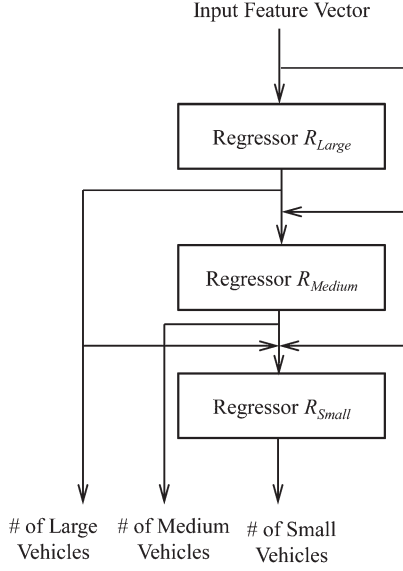 Input Feature Vector
Regressor R_Large
Regressor R_Medium
Regressor R_Small
# of Large
Vehicles
# of Medium
Vehicles
# of Small
Vehicles